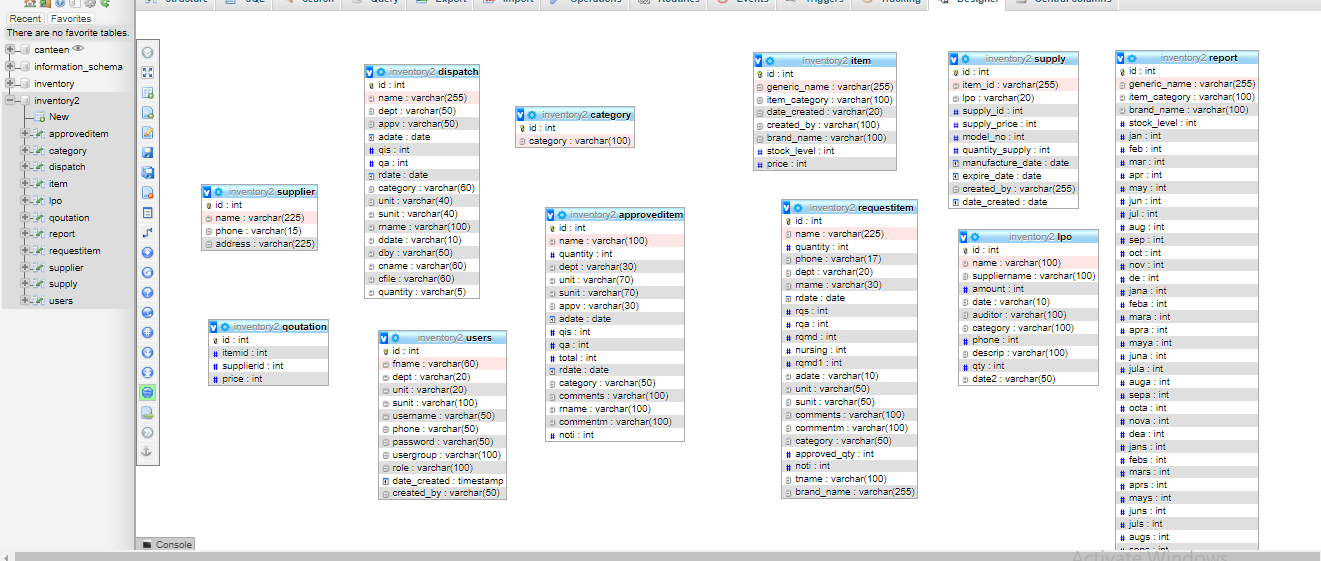 Structure SQL Search Query Export Import Operations Routines Events Triggers Tracking Designer Central columns
Recent Favorites
There are no favorite tables.
canteen
information_schema
inventory
inventory2
New
approveditem
category
dispatch
item
lpo
qoutation
report
requestitem
supplier
supply
users
inventory2 supplier
id : int
name : varchar(225)
phone : varchar(15)
address : varchar(225)
inventory2 qoutation
id : int
itemid : int
supplierid : int
price : int
inventory2 dispatch
id : int
name : varchar(255)
dept : varchar(50)
appv : varchar(50)
adate : date
qis : int
qa : int
rdate : date
category : varchar(60)
unit : varchar(40)
sunit : varchar(40)
rname : varchar(100)
ddate : varchar(10)
dby : varchar(50)
cname : varchar(60)
cfile : varchar(60)
quantity : varchar(5)
inventory2 users
id : int
fname : varchar(60)
dept : varchar(20)
unit : varchar(20)
sunit : varchar(100)
username : varchar(50)
phone : varchar(50)
password : varchar(50)
usergroup : varchar(100)
role : varchar(100)
date_created : timestamp
created_by : varchar(50)
inventory2 category
id : int
category : varchar(100)
inventory2 approveditem
id : int
name : varchar(100)
quantity : int
dept : varchar(30)
unit : varchar(70)
sunit : varchar(70)
appv : varchar(30)
adate : date
qis : int
qa : int
total : int
rdate : date
category : varchar(50)
comments : varchar(100)
rname : varchar(100)
commentm : varchar(100)
noti : int
inventory2 item
id : int
generic_name : varchar(255)
item_category : varchar(100)
date_created : varchar(20)
created_by : varchar(100)
brand_name : varchar(100)
stock_level : int
price : int
inventory2 requestitem
id : int
name : varchar(225)
quantity : int
phone : varchar(17)
dept : varchar(20)
rname : varchar(30)
rdate : date
rqs : int
rqa : int
rqmd : int
nursing : int
rqmd1 : int
adate : varchar(10)
unit : varchar(50)
sunit : varchar(50)
comments : varchar(100)
commentm : varchar(100)
category : varchar(50)
approved_qty : int
noti : int
tname : varchar(100)
brand_name : varchar(255)
inventory2 supply
id : int
item_id : varchar(255)
lpo : varchar(20)
supply_id : int
supply_price : int
model_no : int
quantity_supply : int
manufacture_date : date
expire_date : date
created_by : varchar(255)
date_created : date
inventory2 lpo
id : int
name : varchar(100)
suppliername : varchar(100)
amount : int
date : varchar(10)
auditor : varchar(100)
category : varchar(100)
phone : int
descrip : varchar(100)
qty : int
date2 : varchar(50)
inventory2 report
id : int
generic_name : varchar(255)
item_category : varchar(100)
brand_name : varchar(100)
stock_level : int
jan : int
feb : int
mar : int
apr : int
may : int
jun : int
jul : int
aug : int
sep : int
oct : int
nov : int
de : int
jana : int
feba : int
mara : int
apra : int
maya : int
juna : int
jula : int
auga : int
sepa : int
octa : int
nova : int
dea : int
jans : int
febs : int
mars : int
aprs : int
mays : int
juns : int
juls : int
augs : int
seps : int
Console
Activate Windows